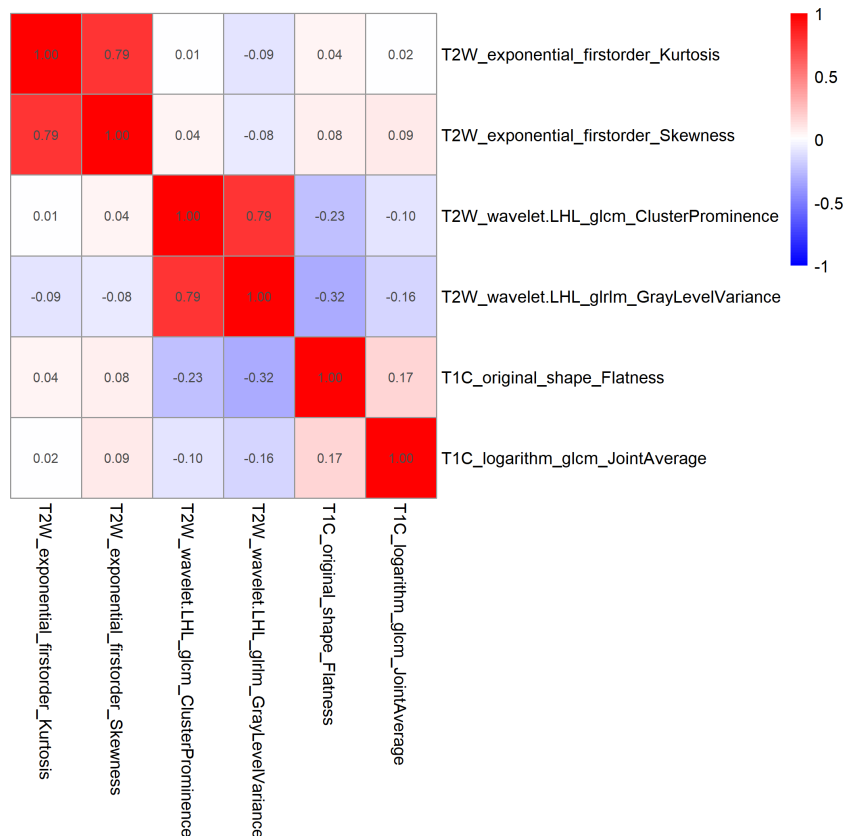 1.00 0.79 0.01 -0.09 0.04 0.02 T2W_exponential_firstorder_Kurtosis
0.79 1.00 0.04 -0.08 0.08 0.09 T2W_exponential_firstorder_Skewness
0.01 0.04 1.00 0.79 -0.23 -0.10 T2W_wavelet.LHL_glcm_ClusterProminence
-0.09 -0.08 0.79 1.00 -0.32 -0.16 T2W_wavelet.LHL_glrlm_GrayLevelVariance
0.04 0.08 -0.23 -0.32 1.00 0.17 T1C_original_shape_Flatness
0.02 0.09 -0.10 -0.16 0.17 1.00 T1C_logarithm_glcm_JointAverage
T2W_exponential_firstorder_Kurtosis
T2W_exponential_firstorder_Skewness
T2W_wavelet.LHL_glcm_ClusterProminence
T2W_wavelet.LHL_glrlm_GrayLevelVariance
T1C_original_shape_Flatness
T1C_logarithm_glcm_JointAverage
1
0.5
0
-0.5
-1